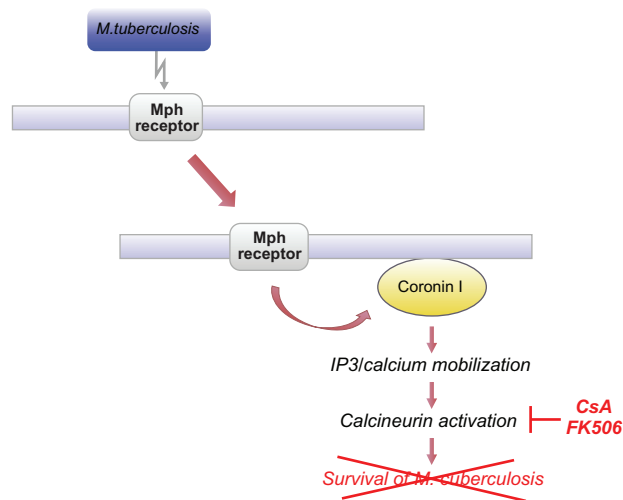 M.tuberculosis
Mph
receptor
Mph
receptor
Coronin I
IP3/calcium mobilization
Calcineurin activation
CsA
FK506
Survival of M. tuberculosis